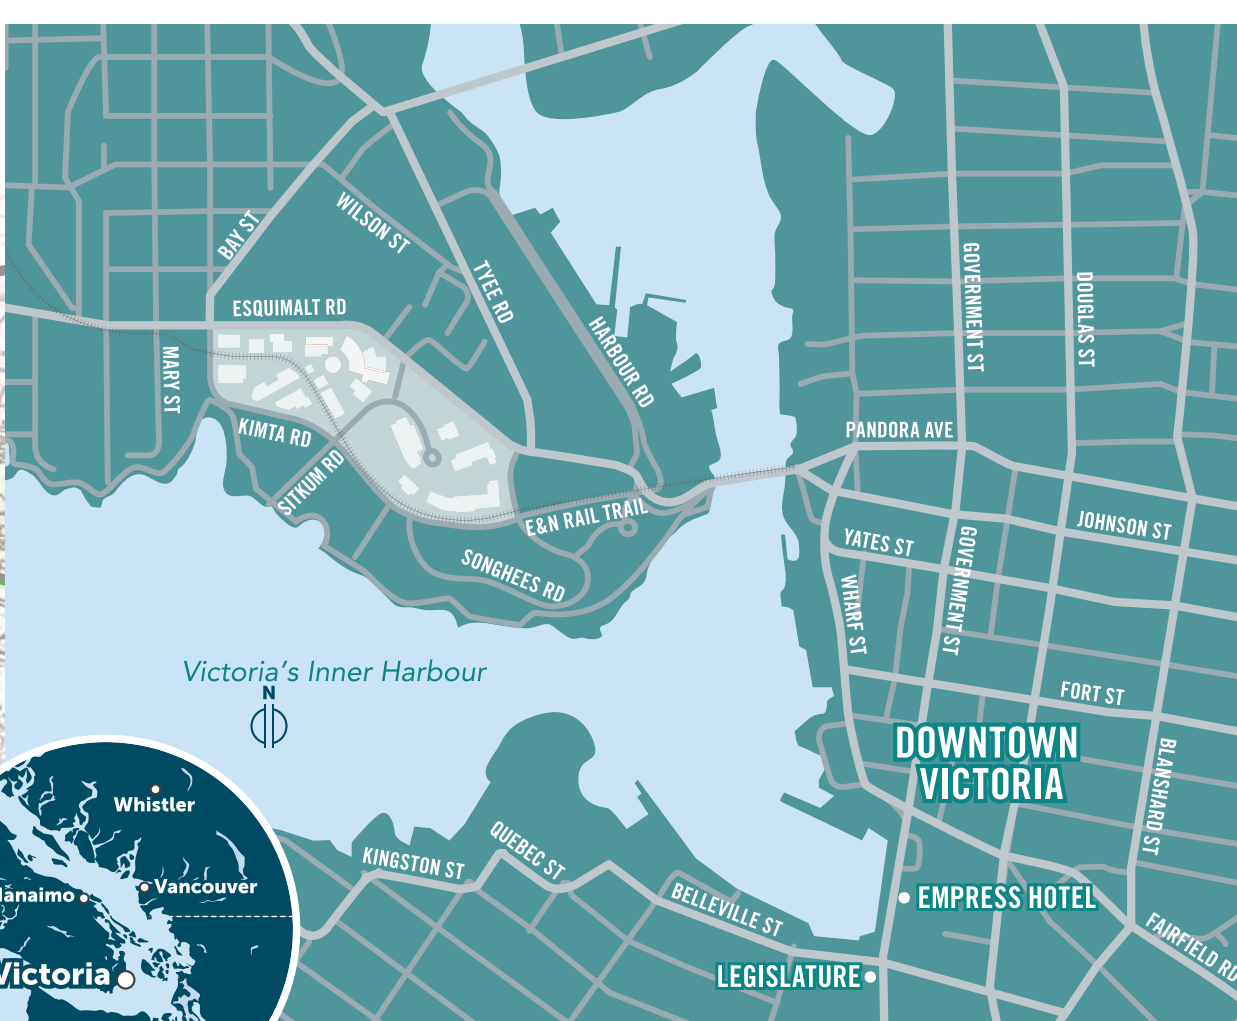 WILSON ST
BAY ST
TYEE RD
ESQUIMALT RD
HARBOUR RD
GOVERNMENT ST
DOUGLAS ST
MARY ST
KIMTA RD
PANDORA AVE
SITKUM RD
E&N RAIL TRAIL
JOHNSON ST
YATES ST
SONGHEES RD
GOVERNMENT ST
WHARF ST
Victoria's Inner Harbour
N
FORT ST
DOWNTOWN
VICTORIA
BLANSHARD ST
Whistler
QUEBEC ST
KINGSTON ST
Vancouver
anaimo
BELLEVILLE ST
EMPRESS HOTEL
FAIRFIELD RD
Victoria
LEGISLATURE